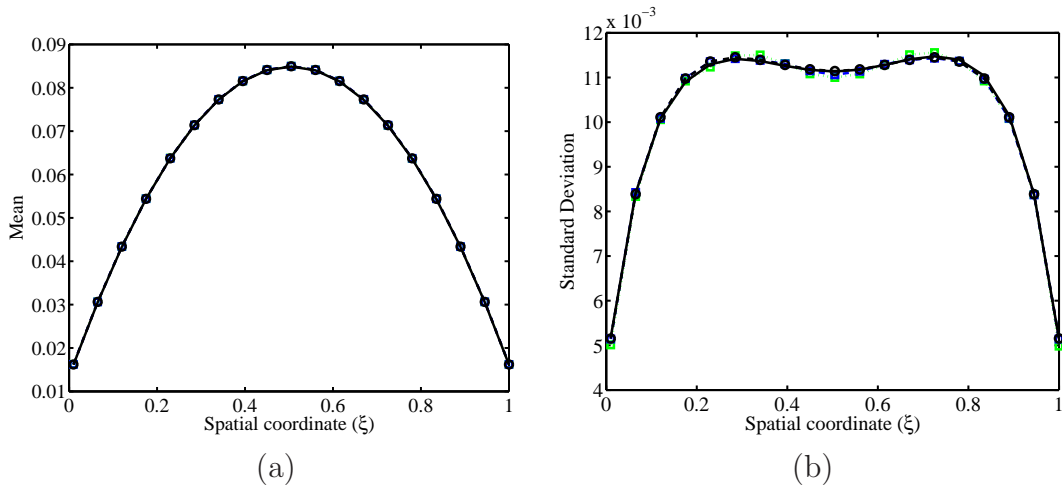 0.09
0.08
0.07
0.06
0.05
0.04
0.03
0.02
0.01
Mean
0 0.2 0.4 0.6 0.8 1
Spatial coordinate (ξ)
(a)
x 10⁻³
12
11
10
9
8
7
6
5
4
Standard Deviation
0 0.2 0.4 0.6 0.8 1
Spatial coordinate (ξ)
(b)